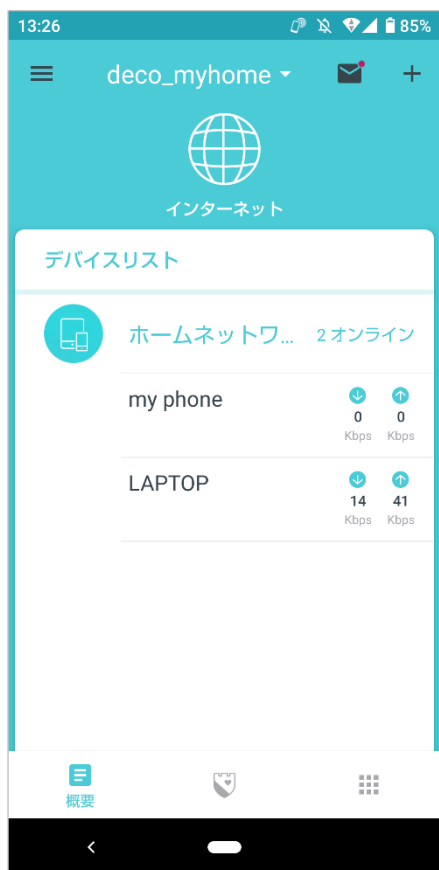 13:26 85%
deco_myhome
インターネット
デバイスリスト
ホームネットワ... 2 オンライン
my phone
0 0
Kbps Kbps
LAPTOP
14 41
Kbps Kbps
概要